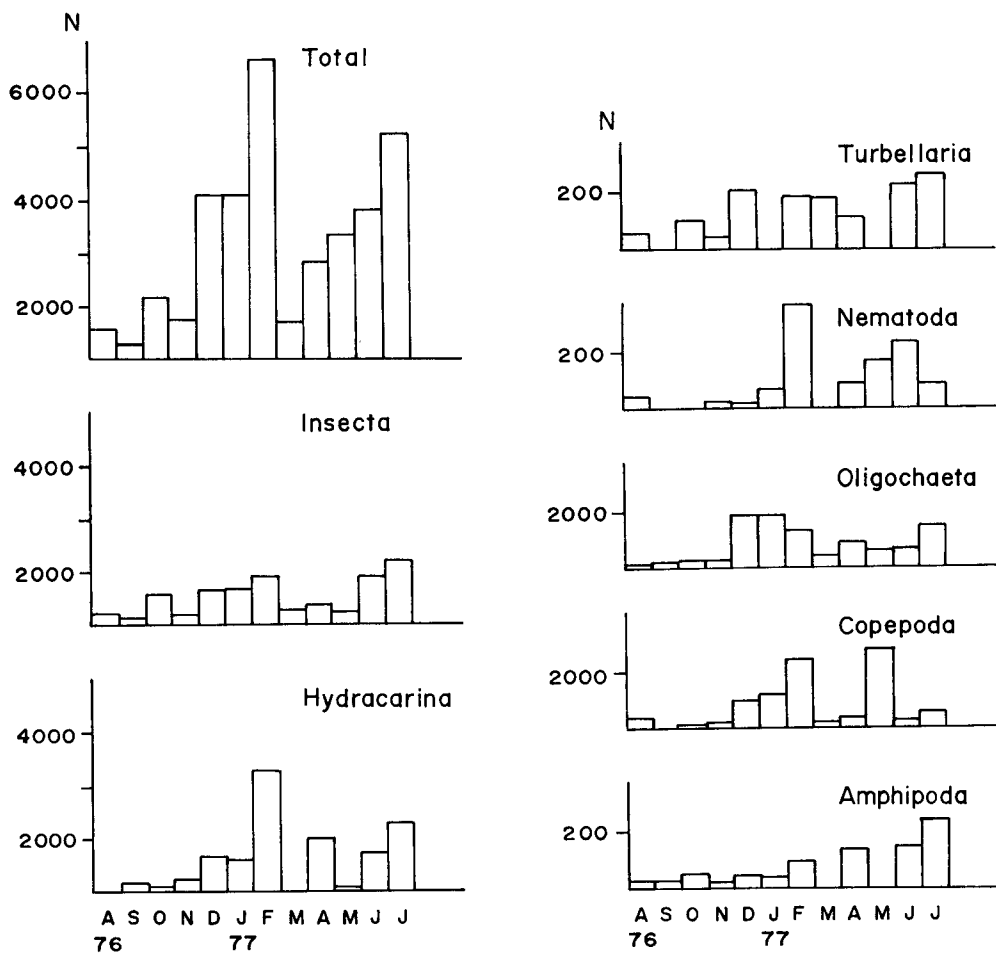 N
Total
6000
4000
2000
Insecta
4000
2000
Hydracarina
4000
2000
A S O N D J F M A M J J
76 77
N
Turbellaria
200
Nematoda
200
Oligochaeta
2000
Copepoda
2000
Amphipoda
200
A S O N D J F M A M J J
76 77